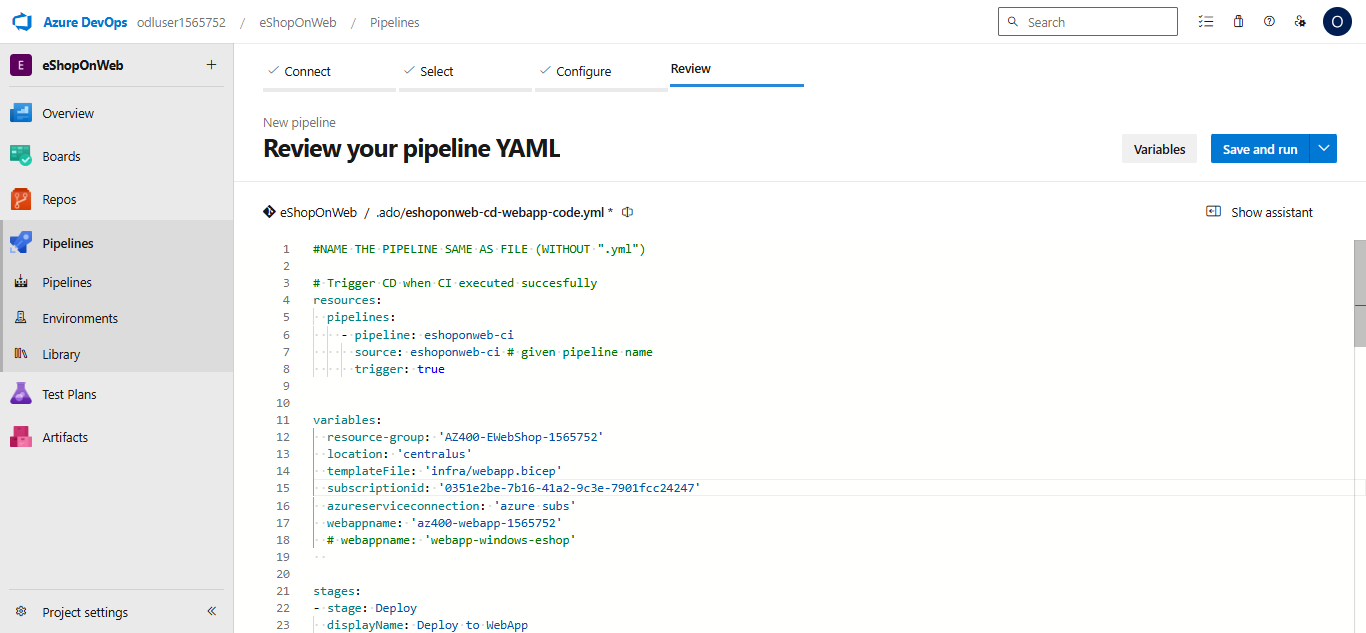 Azure DevOps odluser1565752 / eShopOnWeb / Pipelines Search O
E eShopOnWeb +
Overview
Boards
Repos
Pipelines
Pipelines
Environments
Library
Test Plans
Artifacts
Project settings
Connect Select Configure Review
New pipeline
Review your pipeline YAML
Variables Save and run
eShopOnWeb / .ado/eshoponweb-cd-webapp-code.yml * Show assistant
1 #NAME THE PIPELINE SAME AS FILE (WITHOUT ".yml")
2
3 # Trigger CD when CI executed succesfully
4 resources:
5 pipelines:
6 - pipeline: eshoponweb-ci
7 source: eshoponweb-ci # given pipeline name
8 trigger: true
9
10
11 variables:
12 resource-group: 'AZ400-EWebShop-1565752'
13 location: 'centralus'
14 templateFile: 'infra/webapp.bicep'
15 subscriptionid: '0351e2be-7b16-41a2-9c3e-7901fcc24247'
16 azureserviceconnection: 'azure subs'
17 webappname: 'az400-webapp-1565752'
18 # webappname: 'webapp-windows-eshop'
19
20
21 stages:
22 - stage: Deploy
23 displayName: Deploy to WebApp